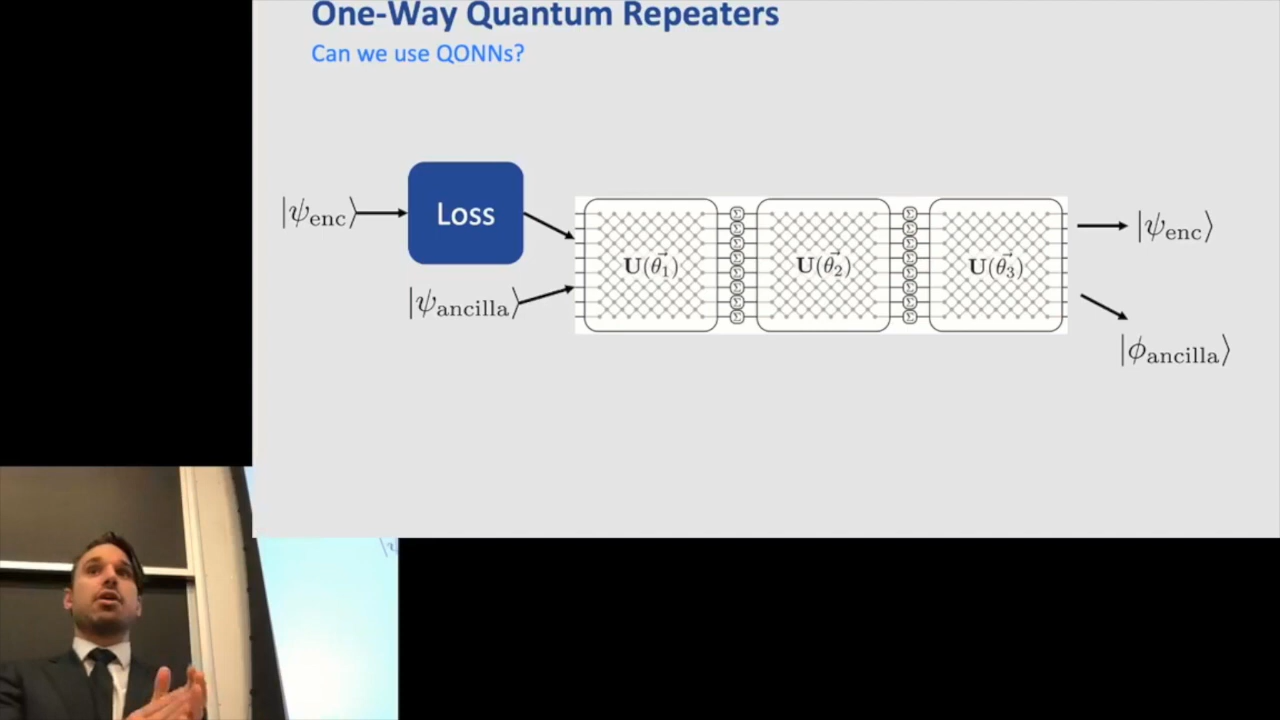 One-Way Quantum Repeaters
Can we use QONNs?
|ψenc⟩
Loss
|ψancilla⟩
U(θ⃗1)
Σ Σ Σ Σ Σ Σ Σ Σ
U(θ⃗2)
Σ Σ Σ Σ Σ Σ Σ Σ
U(θ⃗3)
|ψenc⟩
|ϕancilla⟩